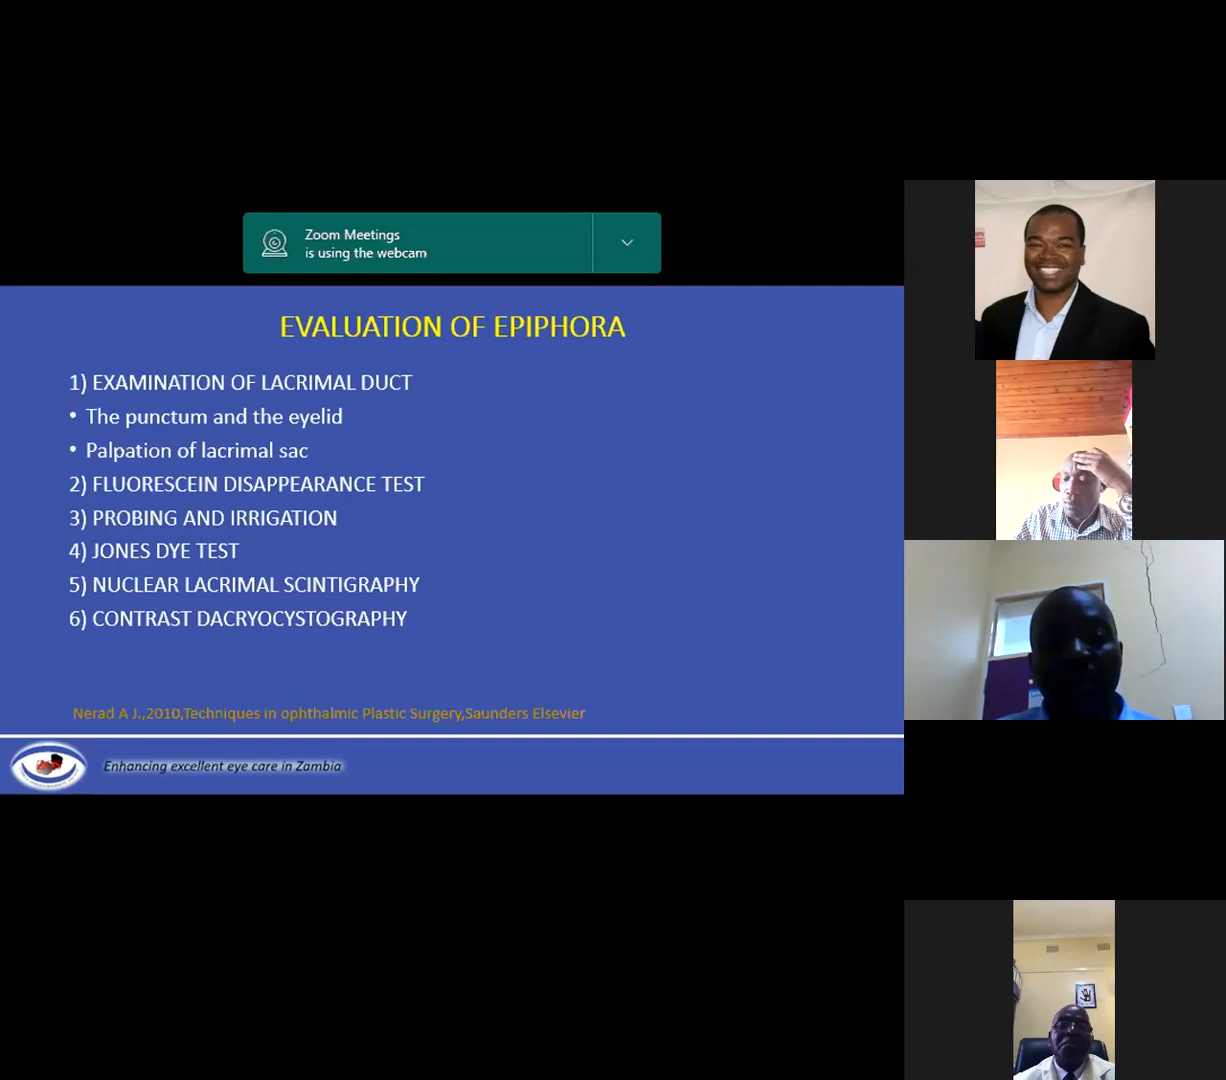 Zoom Meetings
is using the webcam
EVALUATION OF EPIPHORA
1) EXAMINATION OF LACRIMAL DUCT
• The punctum and the eyelid
• Palpation of lacrimal sac
2) FLUORESCEIN DISAPPEARANCE TEST
3) PROBING AND IRRIGATION
4) JONES DYE TEST
5) NUCLEAR LACRIMAL SCINTIGRAPHY
6) CONTRAST DACRYOCYSTOGRAPHY
Nerad A J.,2010,Techniques in ophthalmic Plastic Surgery,Saunders Elsevier
Enhancing excellent eye care in Zambia